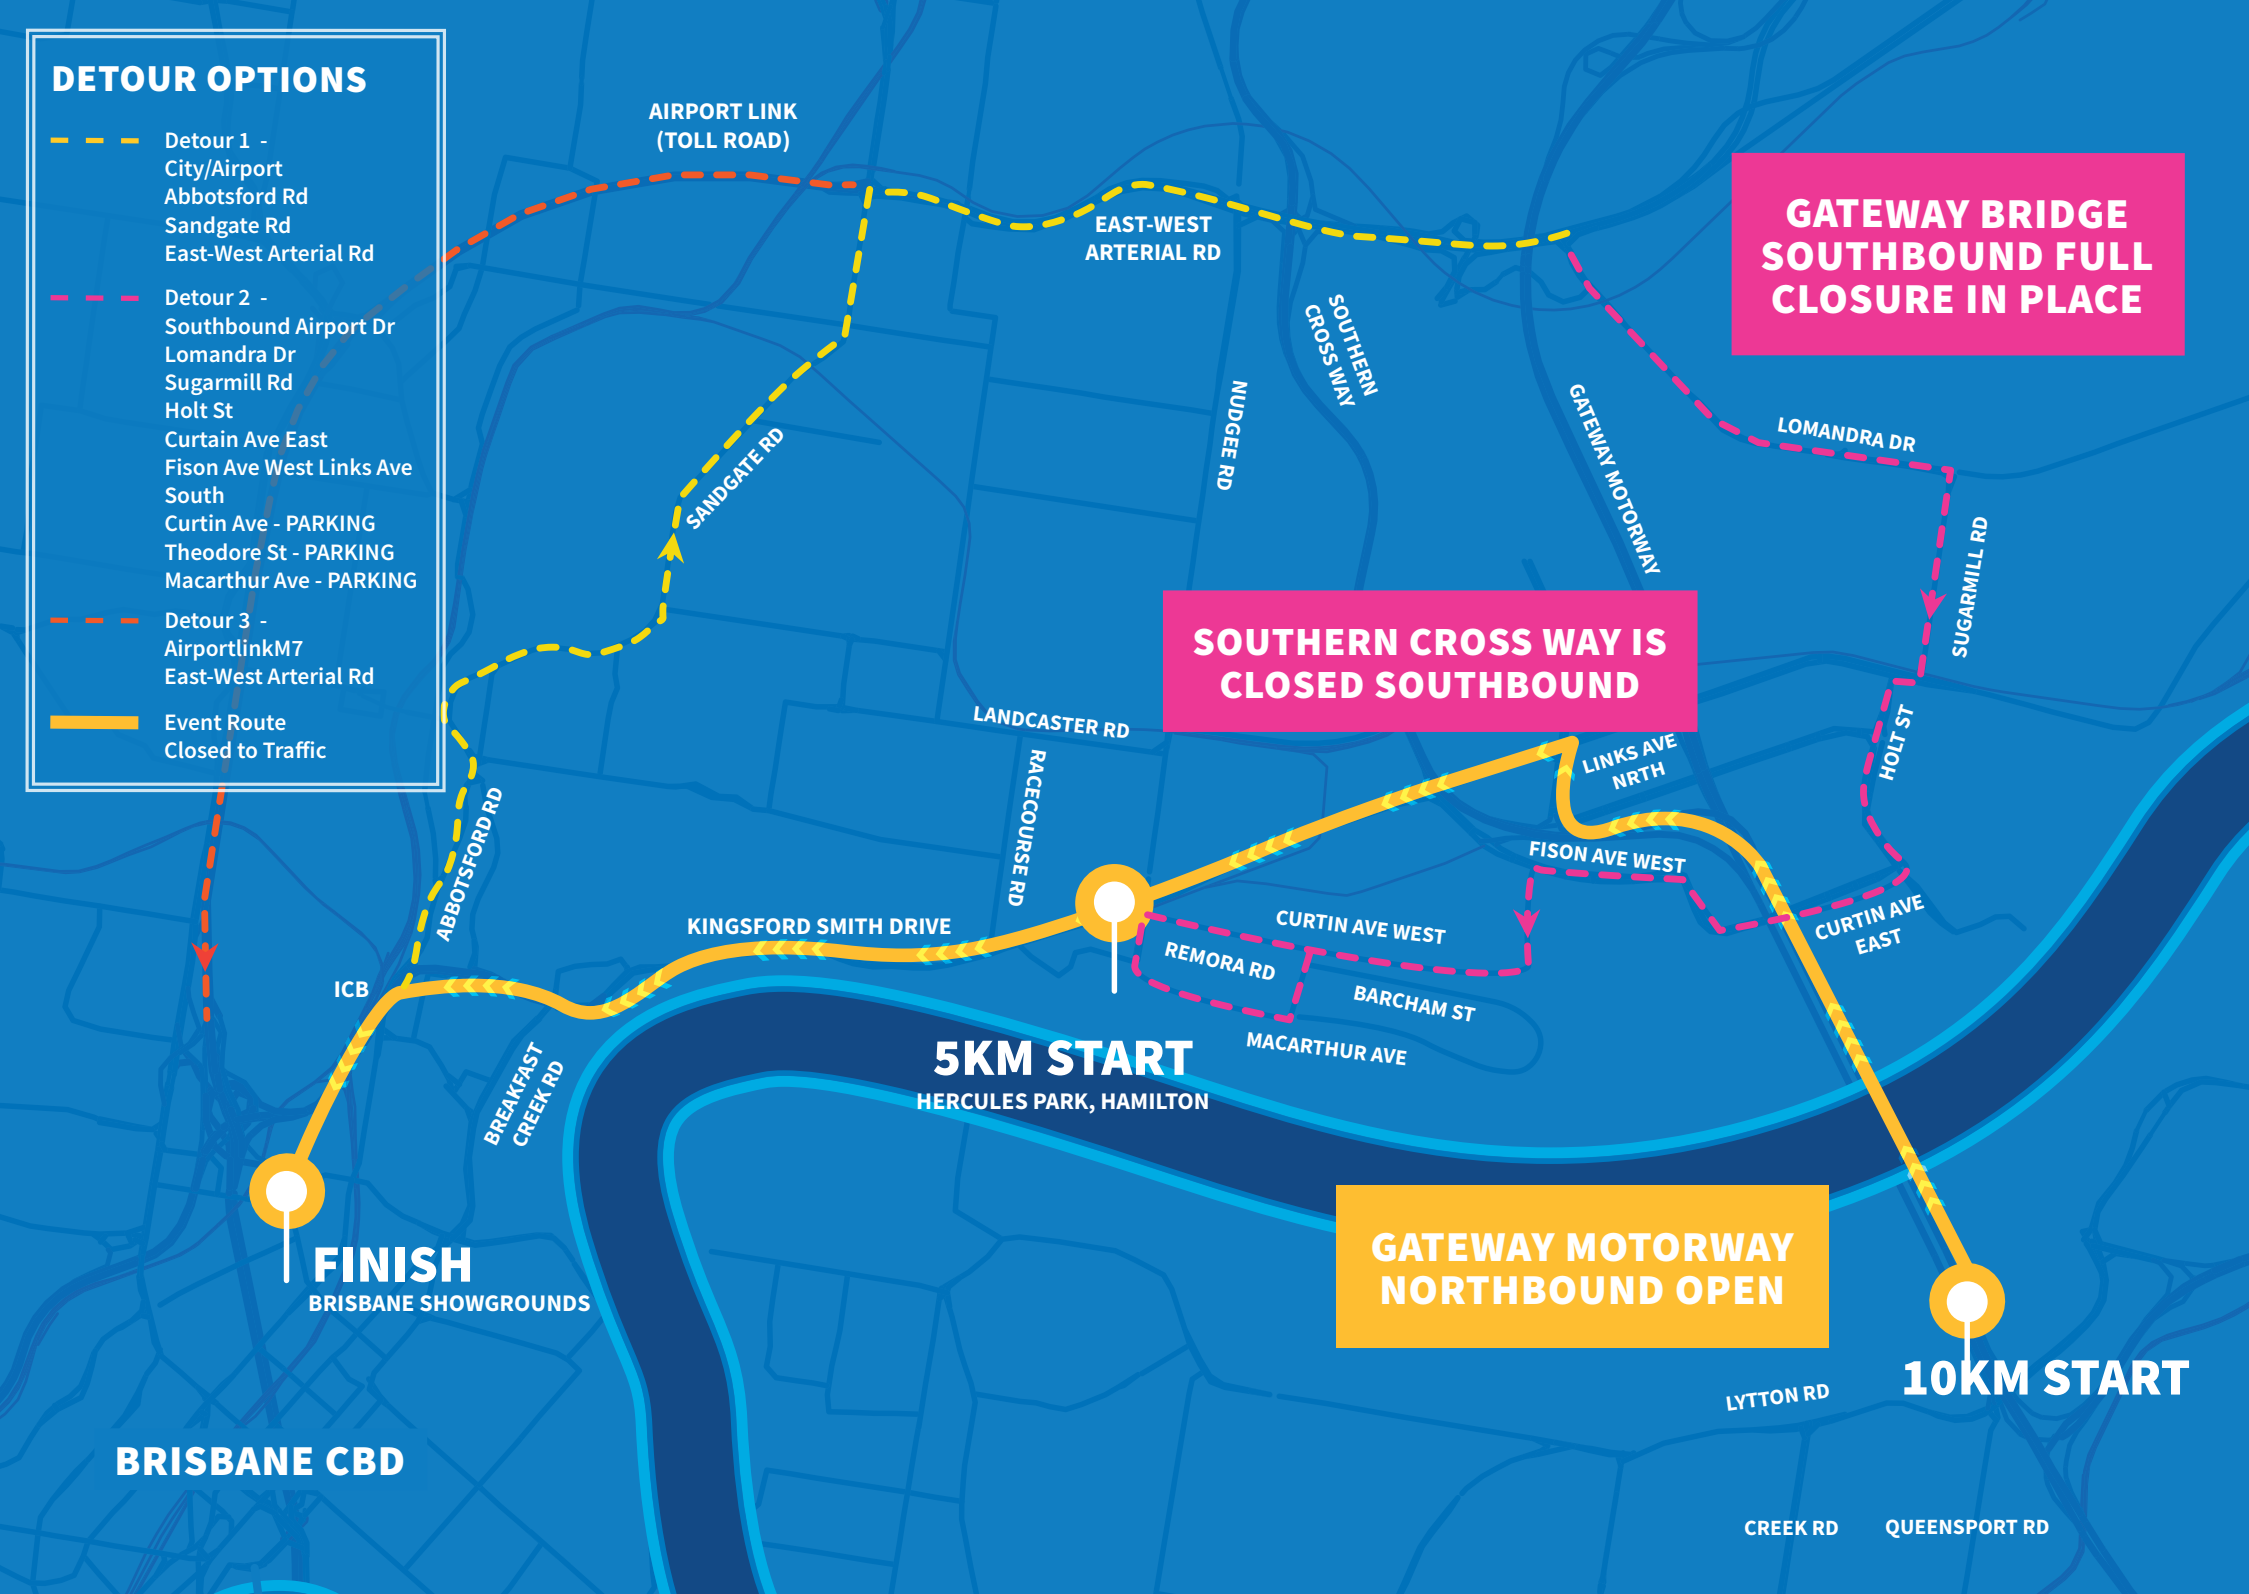 DETOUR OPTIONS
Detour 1 -
City/Airport
Abbotsford Rd
Sandgate Rd
East-West Arterial Rd
Detour 2 -
Southbound Airport Dr
Lomandra Dr
Sugarmill Rd
Holt St
Curtain Ave East
Fison Ave West Links Ave
South
Curtin Ave - PARKING
Theodore St - PARKING
Macarthur Ave - PARKING
Detour 3 -
AirportlinkM7
East-West Arterial Rd
Event Route
Closed to Traffic
AIRPORT LINK
(TOLL ROAD)
EAST-WEST
ARTERIAL RD
GATEWAY BRIDGE
SOUTHBOUND FULL
CLOSURE IN PLACE
SOUTHERN
CROSS WAY
NUDGE RD
GATEWAY MOTORWAY
LOMANDRA DR
SANDGATE RD
SUGARMILL RD
SOUTHERN CROSS WAY IS
CLOSED SOUTHBOUND
LANDCASTER RD
RACECOURSE RD
LINKS AVE
NRTH
HOLT ST
ABBOTSFORD RD
FISON AVE WEST
KINGSFORD SMITH DRIVE
CURTIN AVE WEST
CURTIN AVE
EAST
REMORA RD
ICB
BARCHAM ST
MACARTHUR AVE
BREAKFAST
CREEK RD
5KM START
HERCULES PARK, HAMILTON
GATEWAY MOTORWAY
NORTHBOUND OPEN
FINISH
BRISBANE SHOWGROUNDS
10KM START
LYTTON RD
BRISBANE CBD
CREEK RD
QUEENSPORT RD